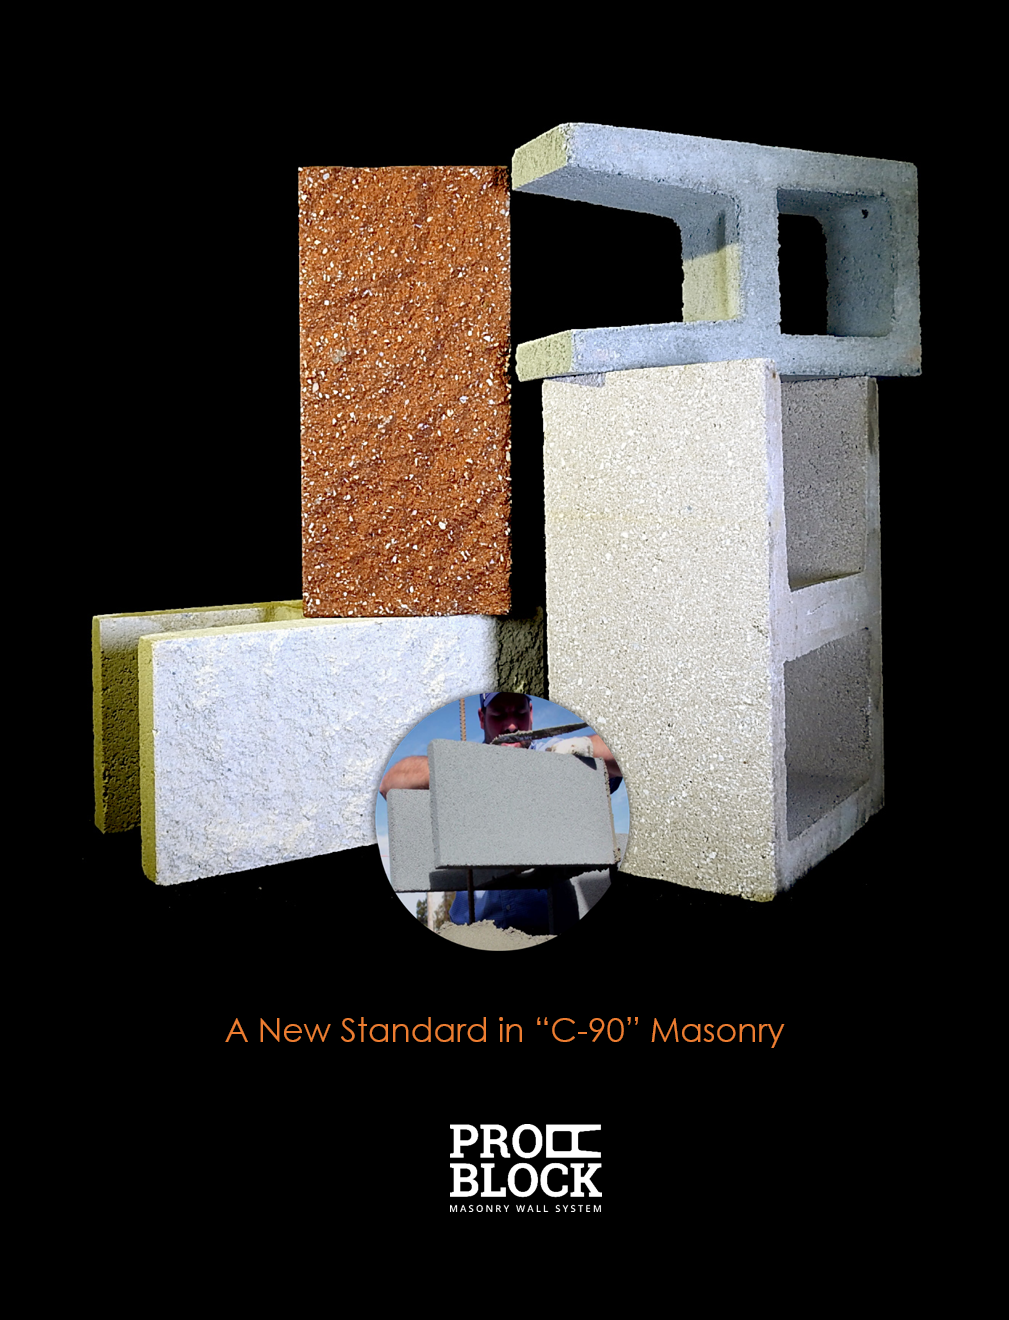 A New Standard in “C-90” Masonry
PRO
BLOCK
MASONRY WALL SYSTEM